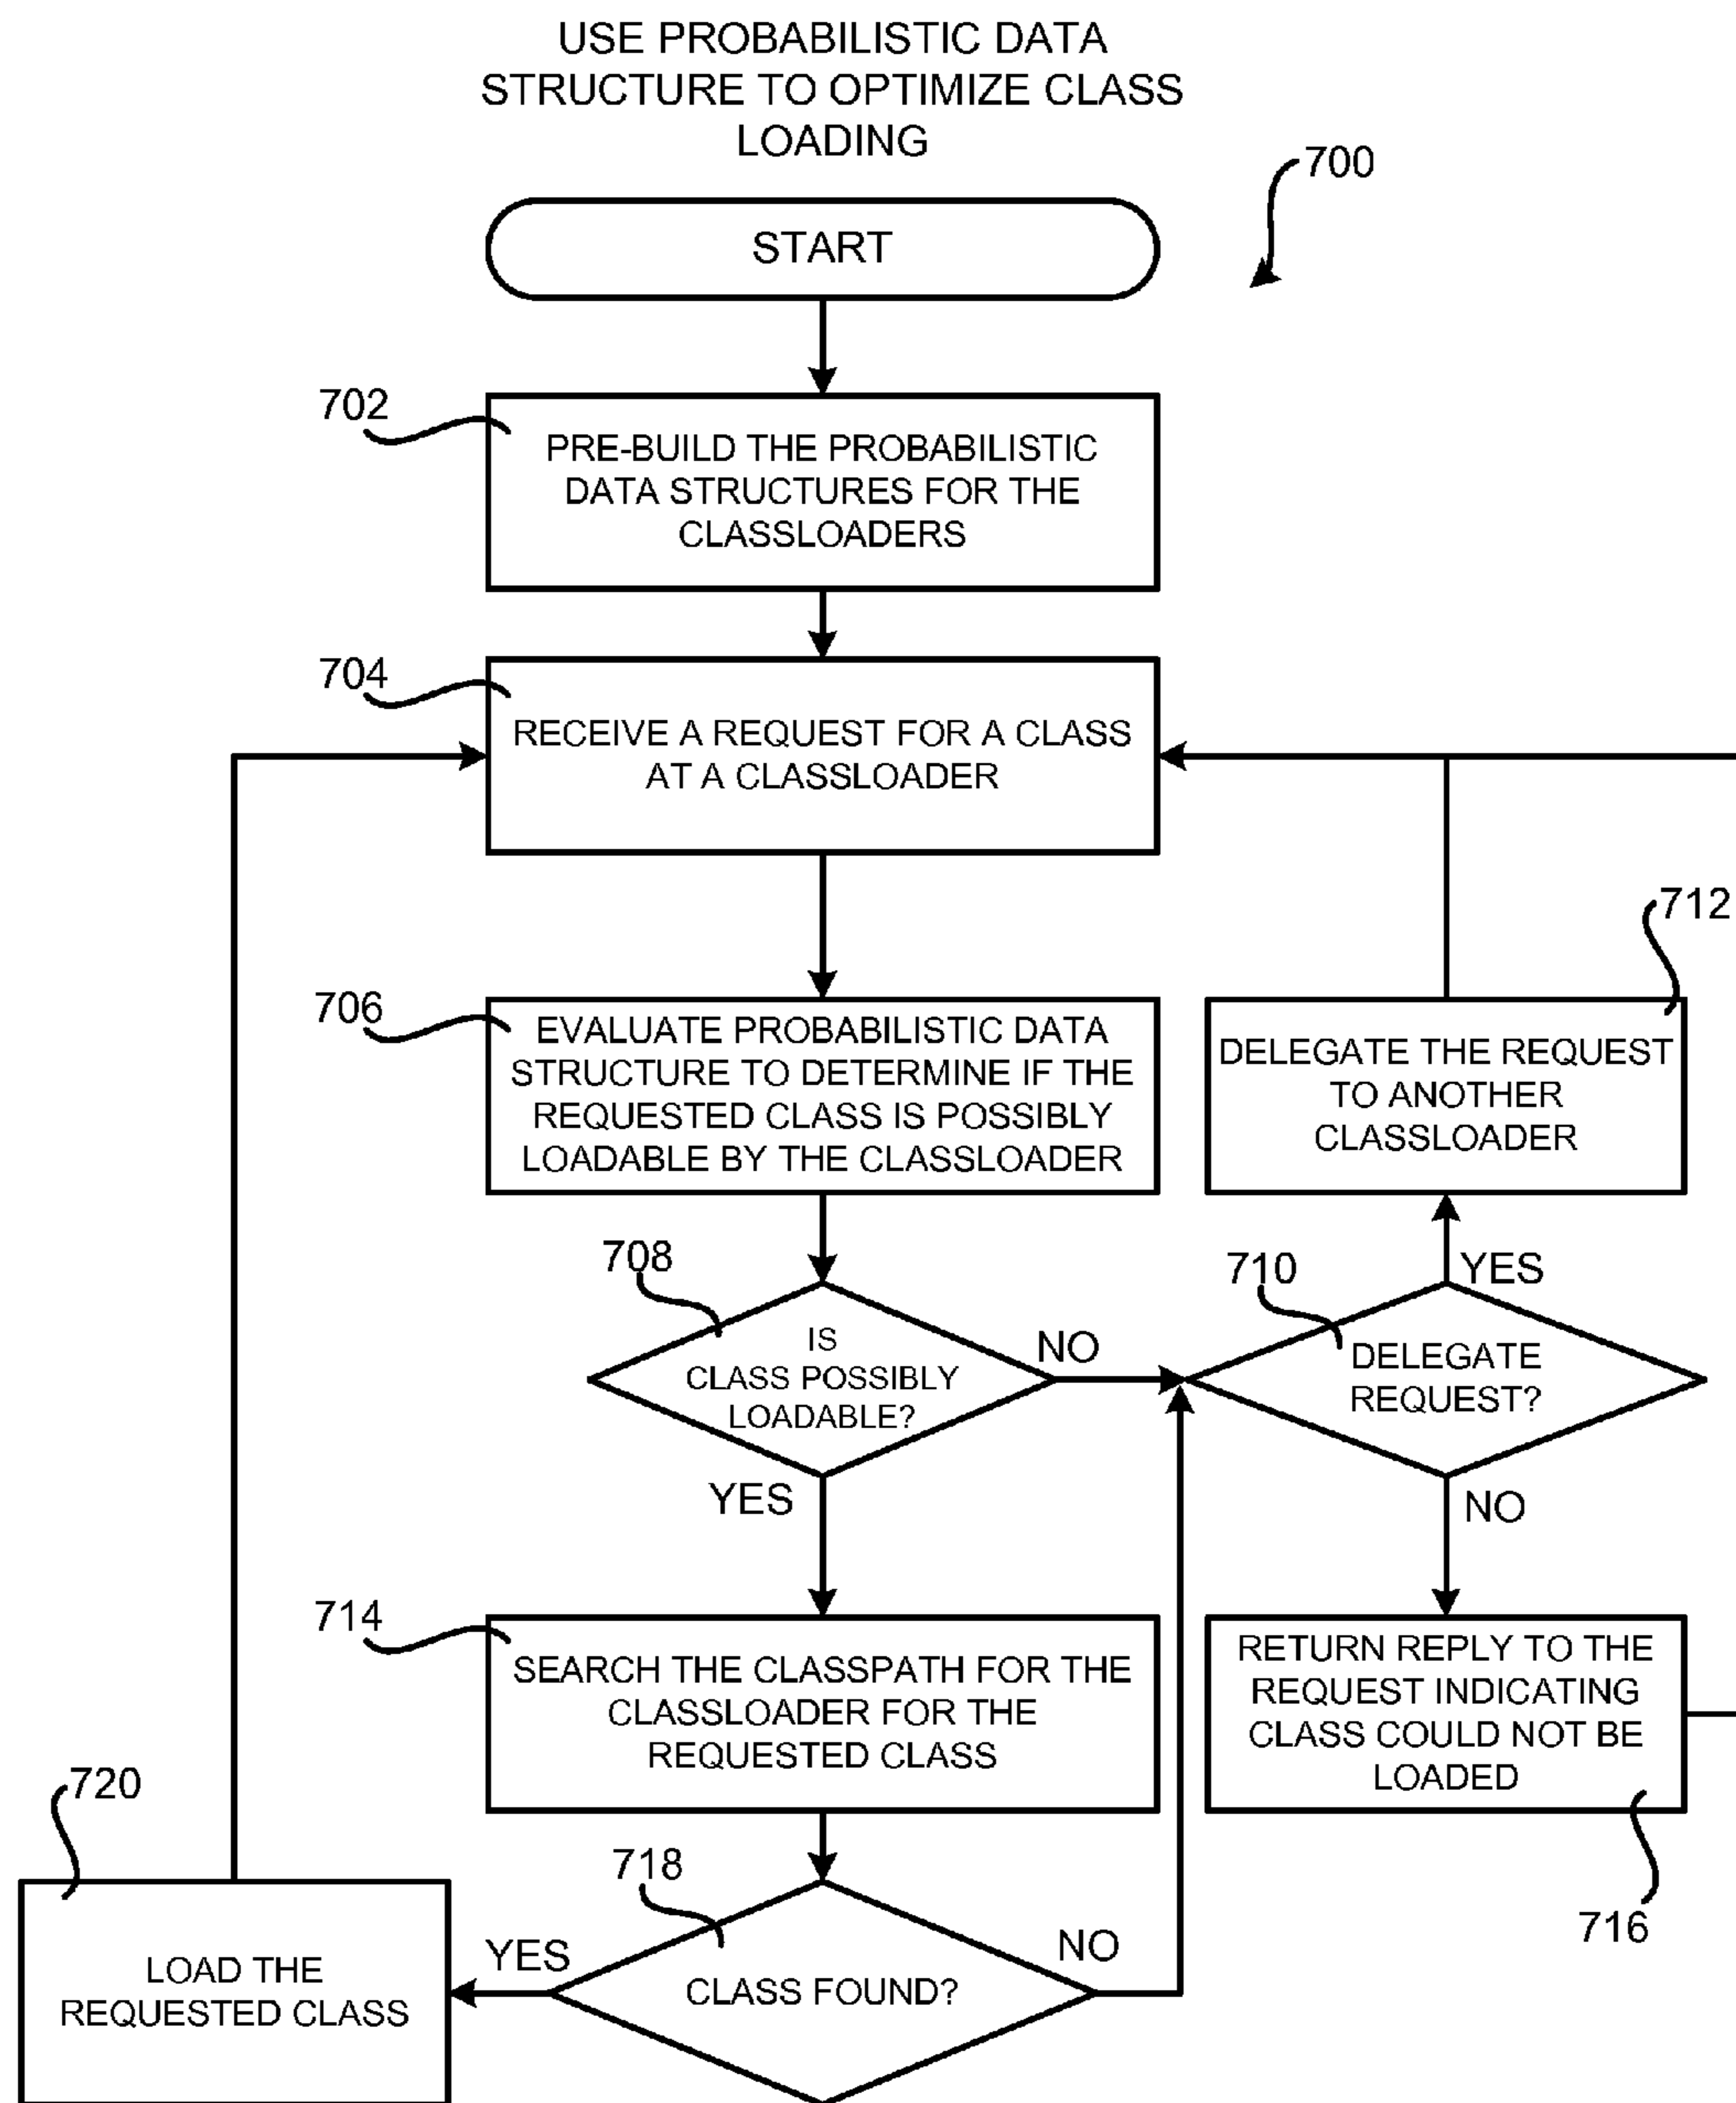 USE PROBABILISTIC DATA
STRUCTURE TO OPTIMIZE CLASS
LOADING
700
START
702
PRE-BUILD THE PROBABILISTIC
DATA STRUCTURES FOR THE
CLASSLOADERS
704
RECEIVE A REQUEST FOR A CLASS
AT A CLASSLOADER
706
EVALUATE PROBABILISTIC DATA
STRUCTURE TO DETERMINE IF THE
REQUESTED CLASS IS POSSIBLY
LOADABLE BY THE CLASSLOADER
712
DELEGATE THE REQUEST
TO ANOTHER
CLASSLOADER
708
IS
CLASS POSSIBLY
LOADABLE?
NO
YES
710
DELEGATE
REQUEST?
YES
NO
714
SEARCH THE CLASSPATH FOR THE
CLASSLOADER FOR THE
REQUESTED CLASS
RETURN REPLY TO THE
REQUEST INDICATING
CLASS COULD NOT BE
LOADED
716
718
CLASS FOUND?
YES
NO
720
LOAD THE
REQUESTED CLASS